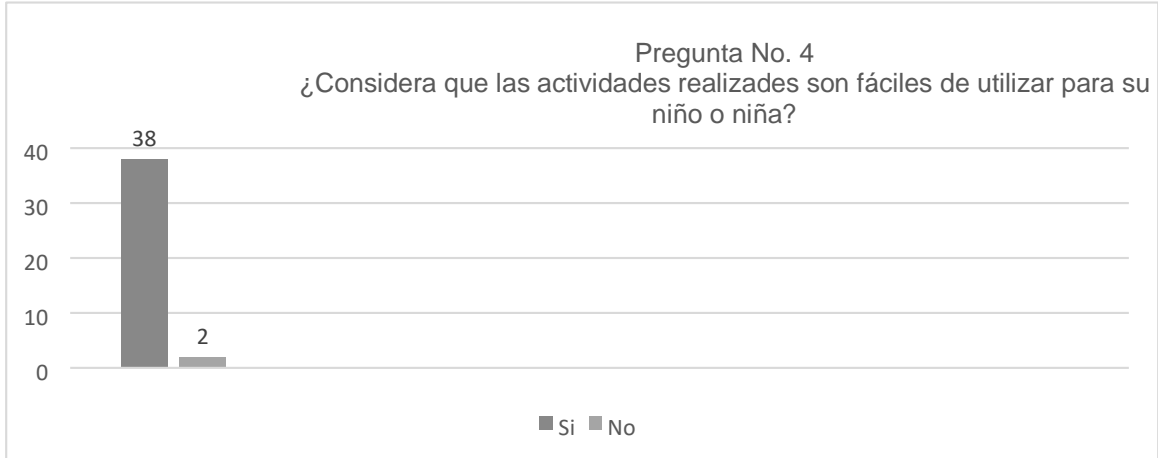 Pregunta No. 4
¿Considera que las actividades realizades son fáciles de utilizar para su
niño o niña?
38
40
30
20
10
2
0
Si No